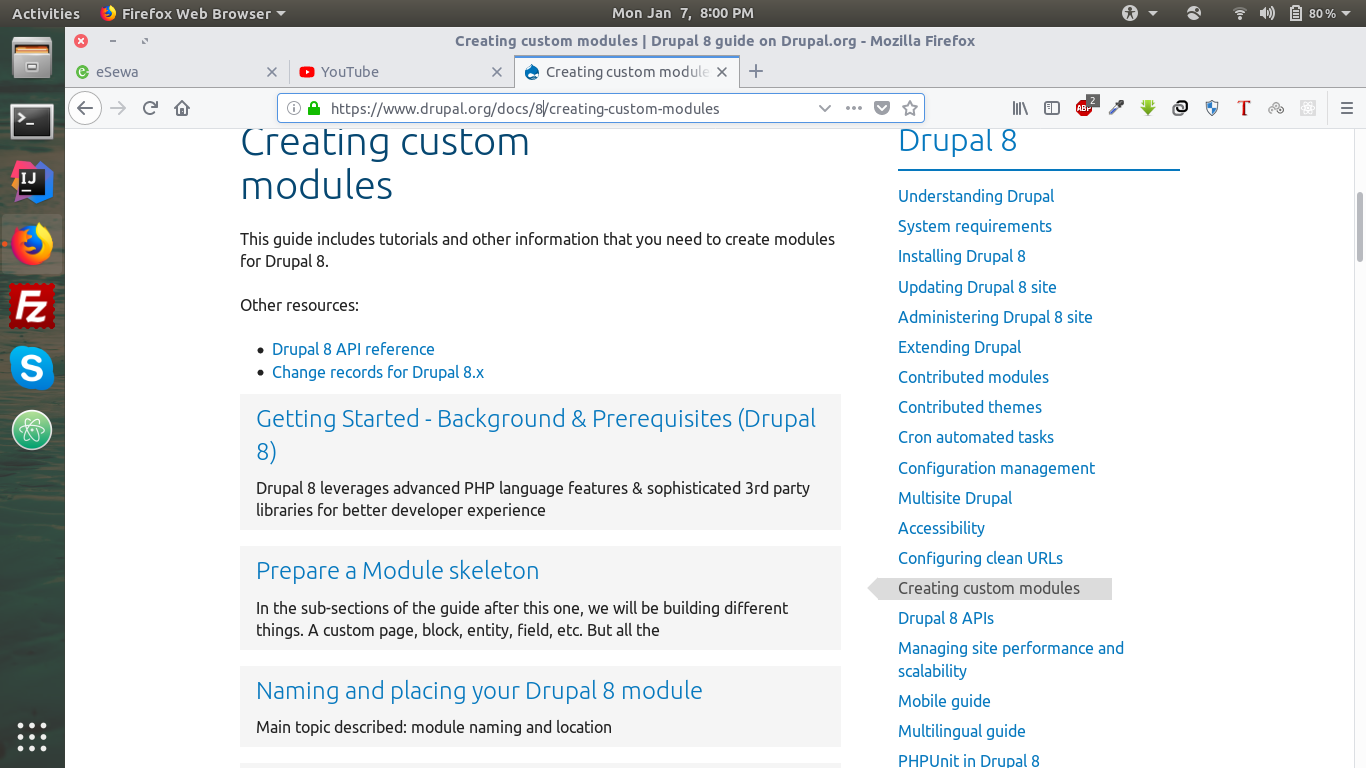 Activities Firefox Web Browser Mon Jan 7, 8:00 PM 80%
Creating custom modules | Drupal 8 guide on Drupal.org - Mozilla Firefox
eSewa YouTube Creating custom module
https://www.drupal.org/docs/8/creating-custom-modules ABP 2 T
>_
IJ
Fz
S
Creating custom
modules
This guide includes tutorials and other information that you need to create modules
for Drupal 8.
Other resources:
Drupal 8 API reference
Change records for Drupal 8.x
Getting Started - Background & Prerequisites (Drupal
8)
Drupal 8 leverages advanced PHP language features & sophisticated 3rd party
libraries for better developer experience
Prepare a Module skeleton
In the sub-sections of the guide after this one, we will be building different
things. A custom page, block, entity, field, etc. But all the
Naming and placing your Drupal 8 module
Main topic described: module naming and location
Drupal 8
Understanding Drupal
System requirements
Installing Drupal 8
Updating Drupal 8 site
Administering Drupal 8 site
Extending Drupal
Contributed modules
Contributed themes
Cron automated tasks
Configuration management
Multisite Drupal
Accessibility
Configuring clean URLs
Creating custom modules
Drupal 8 APIs
Managing site performance and
scalability
Mobile guide
Multilingual guide
PHPUnit in Drupal 8